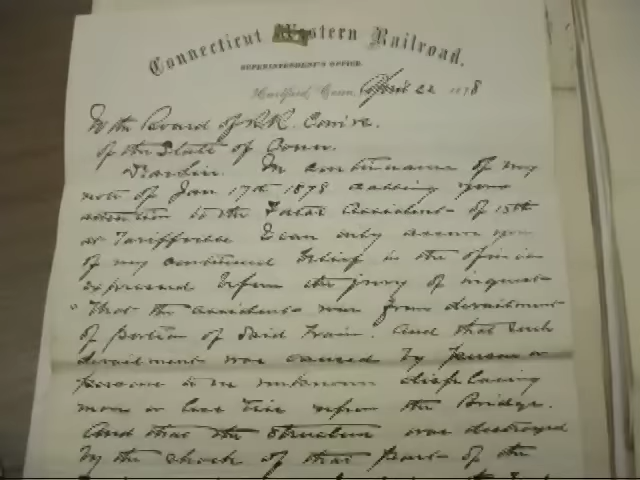 Connecticut Western Railroad.
SUPERINTENDENT'S OFFICE.
Hartford, Conn. April 22 1878
To the Board of R.R. Comrs.
of the State of Conn.
Dear Sir. In continuance of my
note of Jan 17th 1878 calling your
attention to the Fatal Accident of 15th
at Tariffville I can only assure you
of my continued belief in the opinion
expressed before the jury of inquest
"That the accident was from derailment
of portion of said train. And that such
derailment was caused by person or
persons to me unknown displacing
more or less ties upon the Bridge.
And that the structure was destroyed
by the shock of that part of the